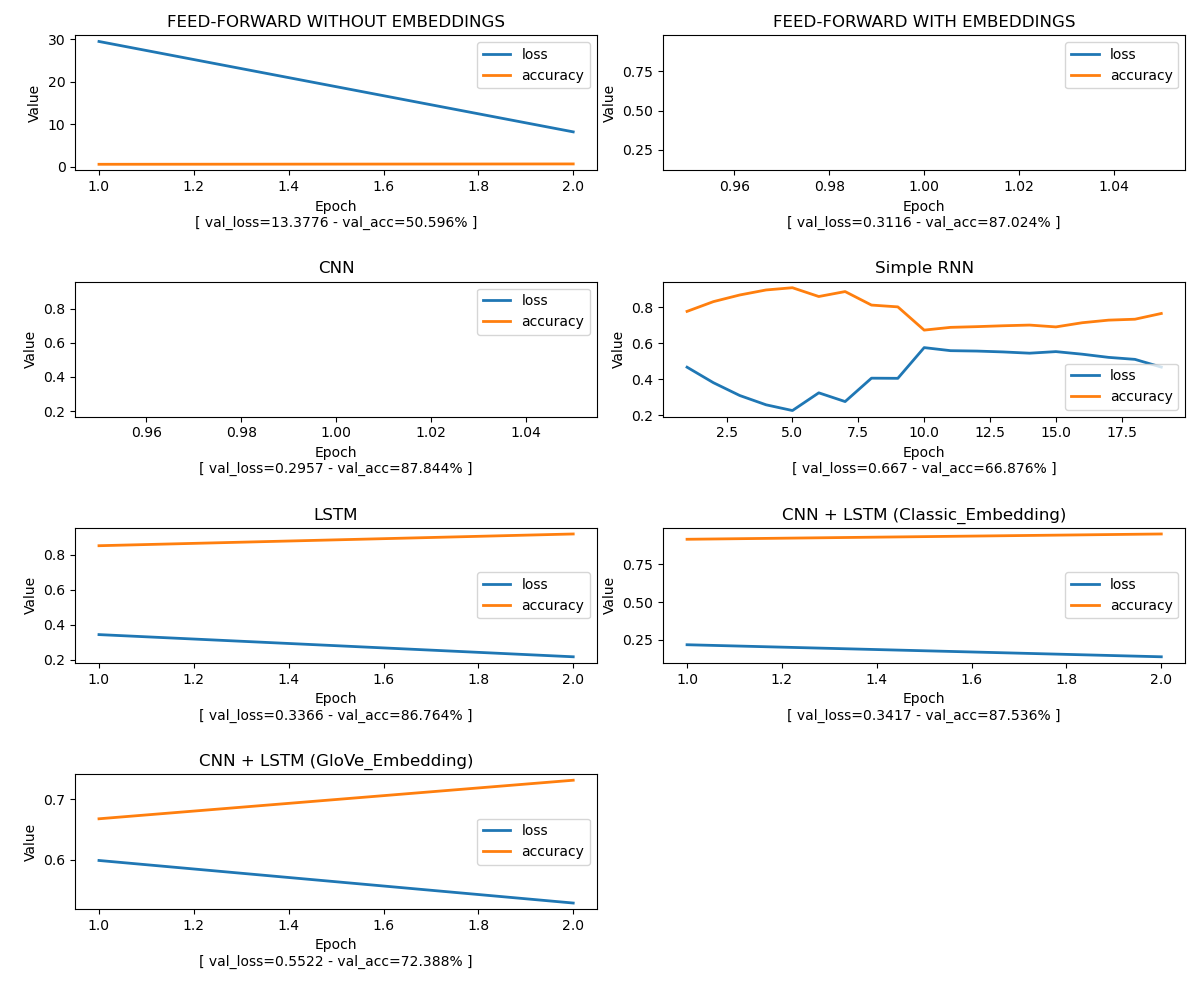 FEED-FORWARD WITHOUT EMBEDDINGS
30
20
10
0
Value
loss
accuracy
1.0 1.2 1.4 1.6 1.8 2.0
Epoch
[ val_loss=13.3776 - val_acc=50.596% ]
FEED-FORWARD WITH EMBEDDINGS
0.75
0.50
0.25
Value
loss
accuracy
0.96 0.98 1.00 1.02 1.04
Epoch
[ val_loss=0.3116 - val_acc=87.024% ]
CNN
0.8
0.6
0.4
0.2
Value
loss
accuracy
0.96 0.98 1.00 1.02 1.04
Epoch
[ val_loss=0.2957 - val_acc=87.844% ]
Simple RNN
0.8
0.6
0.4
0.2
Value
loss
accuracy
2.5 5.0 7.5 10.0 12.5 15.0 17.5
Epoch
[ val_loss=0.667 - val_acc=66.876% ]
LSTM
0.8
0.6
0.4
0.2
Value
loss
accuracy
1.0 1.2 1.4 1.6 1.8 2.0
Epoch
[ val_loss=0.3366 - val_acc=86.764% ]
CNN + LSTM (Classic_Embedding)
0.75
0.50
0.25
Value
loss
accuracy
1.0 1.2 1.4 1.6 1.8 2.0
Epoch
[ val_loss=0.3417 - val_acc=87.536% ]
CNN + LSTM (GloVe_Embedding)
0.7
0.6
Value
loss
accuracy
1.0 1.2 1.4 1.6 1.8 2.0
Epoch
[ val_loss=0.5522 - val_acc=72.388% ]